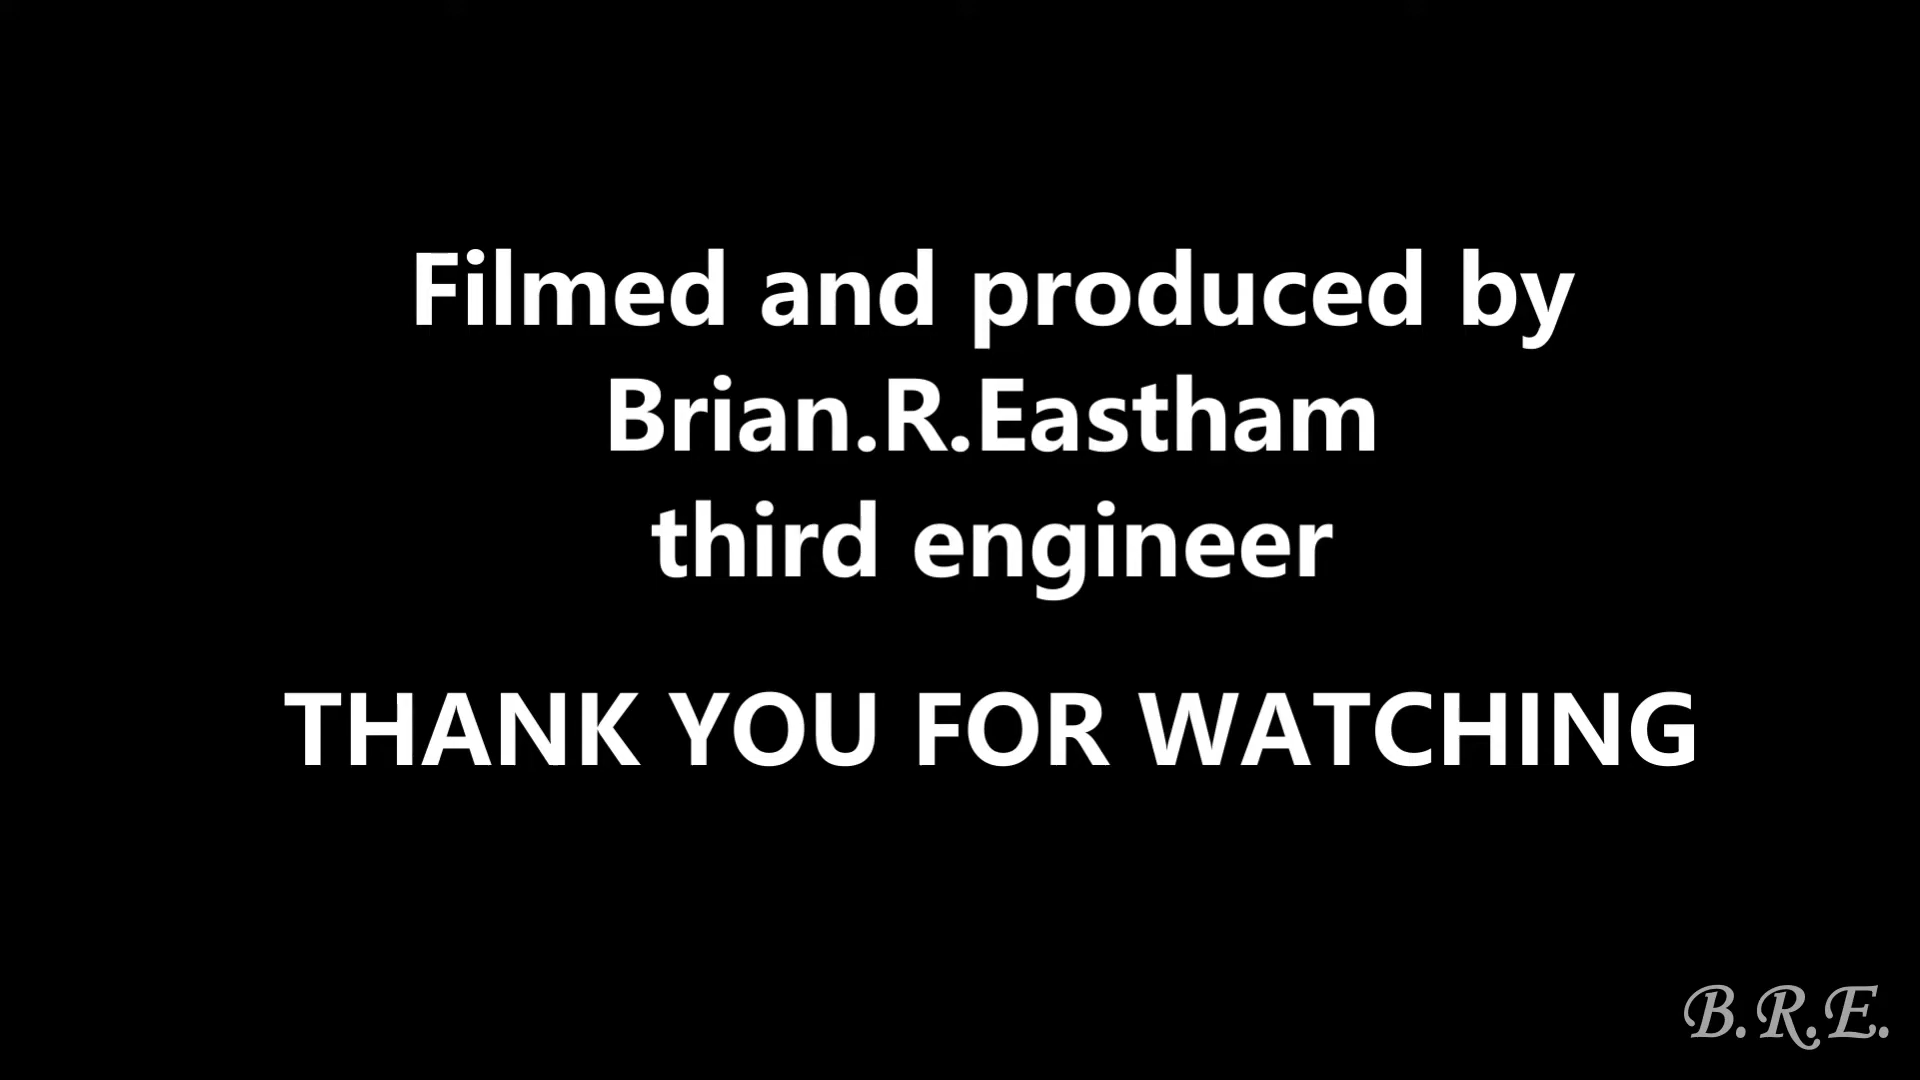 Filmed and produced by
Brian.R.Eastham
third engineer
THANK YOU FOR WATCHING
B.R.E.